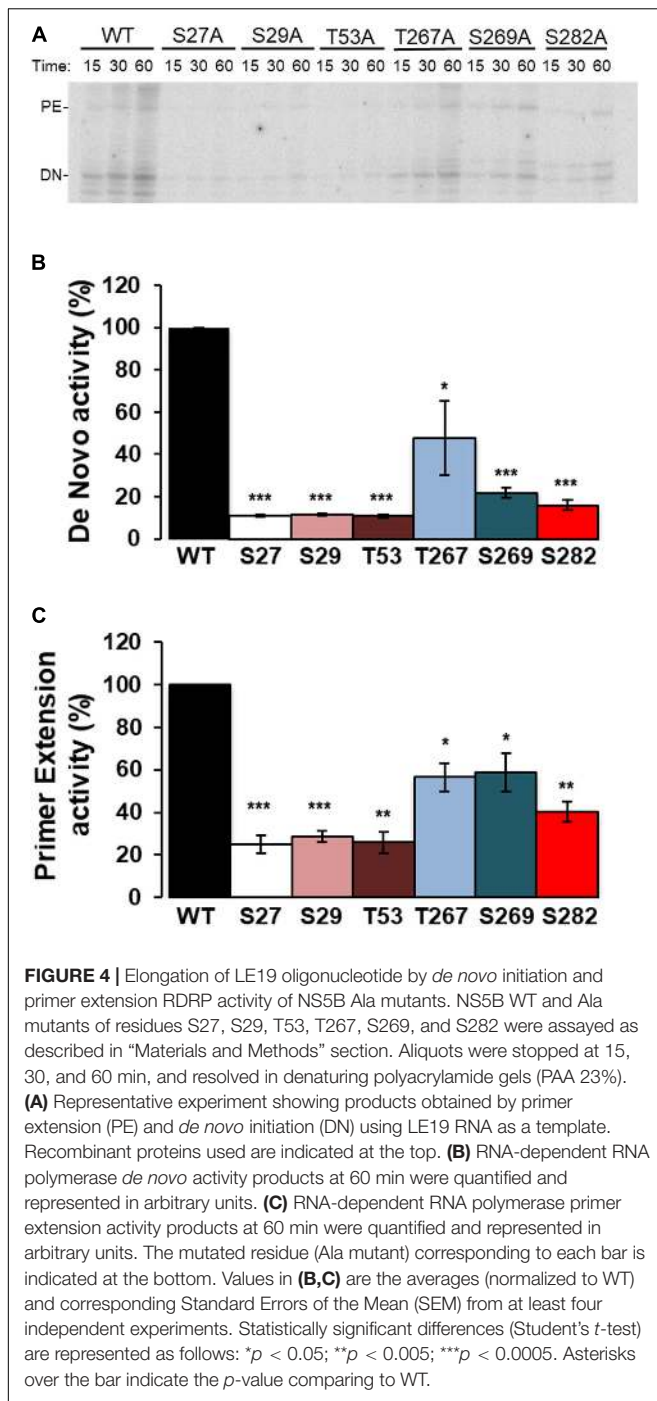 A
WT S27A S29A T53A T267A S269A S282A
Time: 15 30 60 15 30 60 15 30 60 15 30 60 15 30 60 15 30 60 15 30 60
PE-
DN-
B
De Novo activity (%)
120
100
80
60
40
20
0
*** *** *** * *** ***
WT S27 S29 T53 T267 S269 S282
C
Primer Extension
activity (%)
120
100
80
60
40
20
0
*** *** ** * * **
WT S27 S29 T53 T267 S269 S282
FIGURE 4 | Elongation of LE19 oligonucleotide by de novo initiation and
primer extension RDRP activity of NS5B Ala mutants. NS5B WT and Ala
mutants of residues S27, S29, T53, T267, S269, and S282 were assayed as
described in “Materials and Methods” section. Aliquots were stopped at 15,
30, and 60 min, and resolved in denaturing polyacrylamide gels (PAA 23%).
(A) Representative experiment showing products obtained by primer
extension (PE) and de novo initiation (DN) using LE19 RNA as a template.
Recombinant proteins used are indicated at the top. (B) RNA-dependent RNA
polymerase de novo activity products at 60 min were quantified and
represented in arbitrary units. (C) RNA-dependent RNA polymerase primer
extension activity products at 60 min were quantified and represented in
arbitrary units. The mutated residue (Ala mutant) corresponding to each bar is
indicated at the bottom. Values in (B,C) are the averages (normalized to WT)
and corresponding Standard Errors of the Mean (SEM) from at least four
independent experiments. Statistically significant differences (Student’s t-test)
are represented as follows: *p < 0.05; **p < 0.005; ***p < 0.0005. Asterisks
over the bar indicate the p-value comparing to WT.